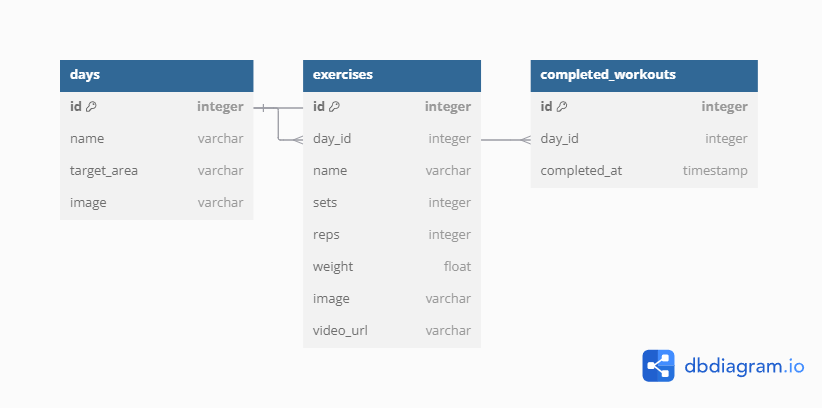 days
id integer
name varchar
target_area varchar
image varchar
exercises
id integer
day_id integer
name varchar
sets integer
reps integer
weight float
image varchar
video_url varchar
completed_workouts
id integer
day_id integer
completed_at timestamp
dbdiagram.io